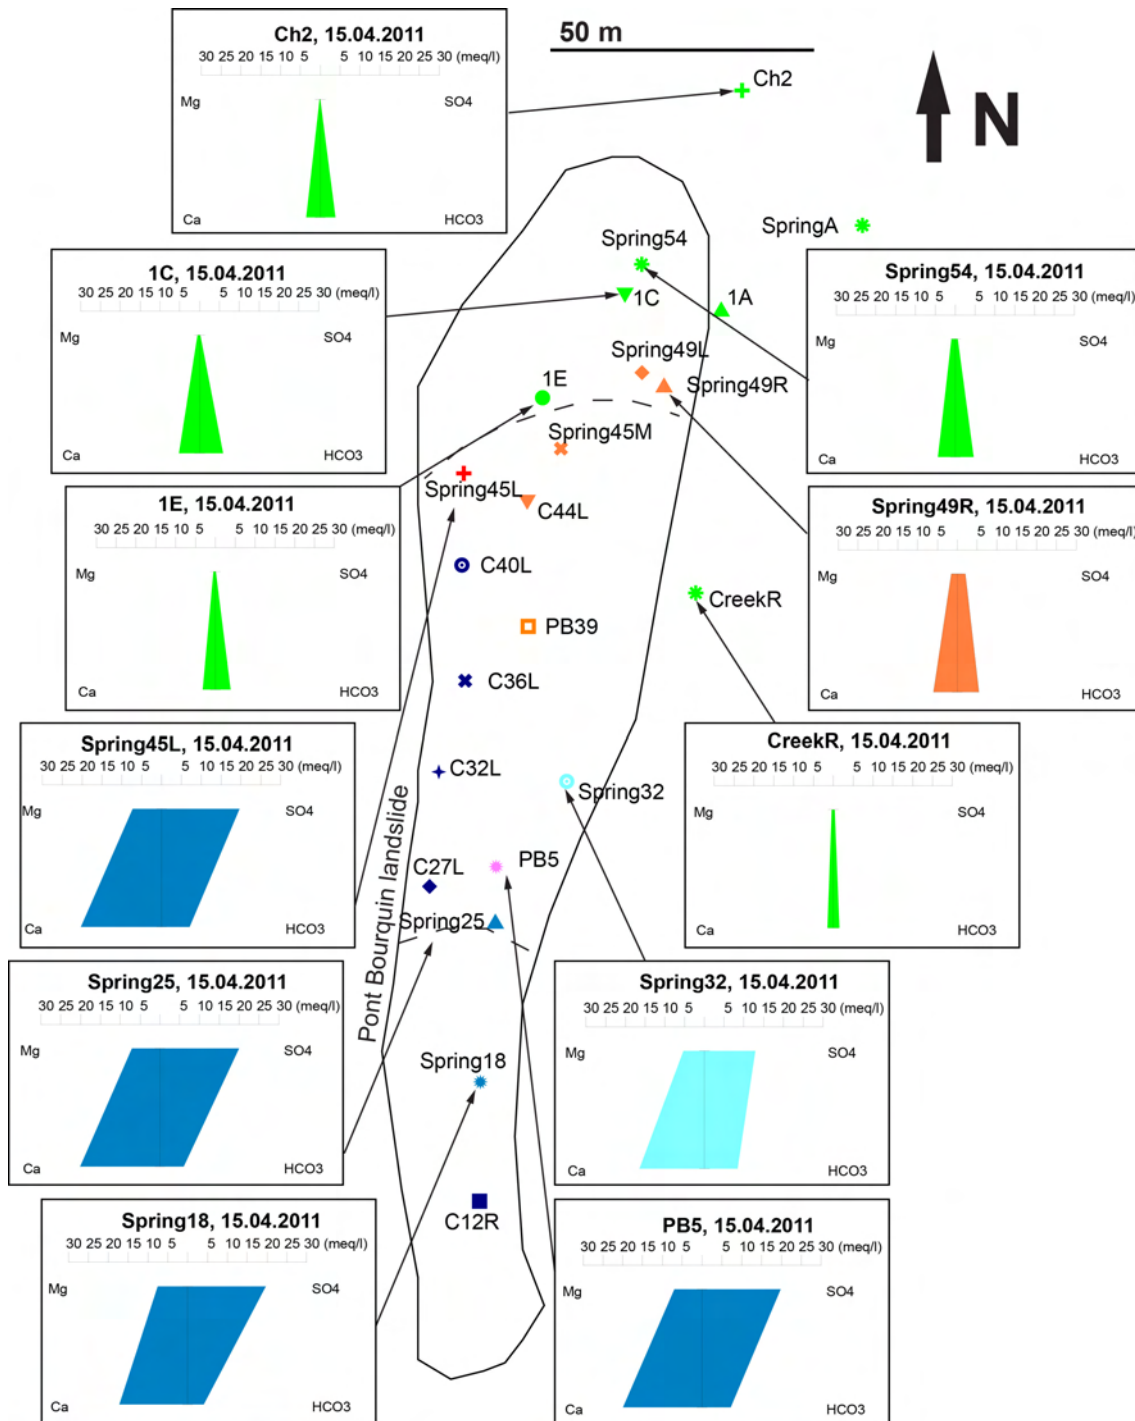 Ch2, 15.04.2011
30 25 20 15 10 5 5 10 15 20 25 30 (meq/l)
Mg SO4
Ca HCO3
50 m
Ch2
N
SpringA
Spring54
1C
1A
Spring49L
Spring49R
1E
Spring45M
Spring45L
C44L
C40L
PB39
C36L
CreekR
C32L
Spring32
C27L
PB5
Spring25
Pont Bourquin landslide
Spring18
C12R
1C, 15.04.2011
30 25 20 15 10 5 5 10 15 20 25 30 (meq/l)
Mg SO4
Ca HCO3
Spring54, 15.04.2011
30 25 20 15 10 5 5 10 15 20 25 30 (meq/l)
Mg SO4
Ca HCO3
1E, 15.04.2011
30 25 20 15 10 5 5 10 15 20 25 30 (meq/l)
Mg SO4
Ca HCO3
Spring49R, 15.04.2011
30 25 20 15 10 5 5 10 15 20 25 30 (meq/l)
Mg SO4
Ca HCO3
Spring45L, 15.04.2011
30 25 20 15 10 5 5 10 15 20 25 30 (meq/l)
Mg SO4
Ca HCO3
CreekR, 15.04.2011
30 25 20 15 10 5 5 10 15 20 25 30 (meq/l)
Mg SO4
Ca HCO3
Spring25, 15.04.2011
30 25 20 15 10 5 5 10 15 20 25 30 (meq/l)
Mg SO4
Ca HCO3
Spring32, 15.04.2011
30 25 20 15 10 5 5 10 15 20 25 30 (meq/l)
Mg SO4
Ca HCO3
Spring18, 15.04.2011
30 25 20 15 10 5 5 10 15 20 25 30 (meq/l)
Mg SO4
Ca HCO3
PB5, 15.04.2011
30 25 20 15 10 5 5 10 15 20 25 30 (meq/l)
Mg SO4
Ca HCO3